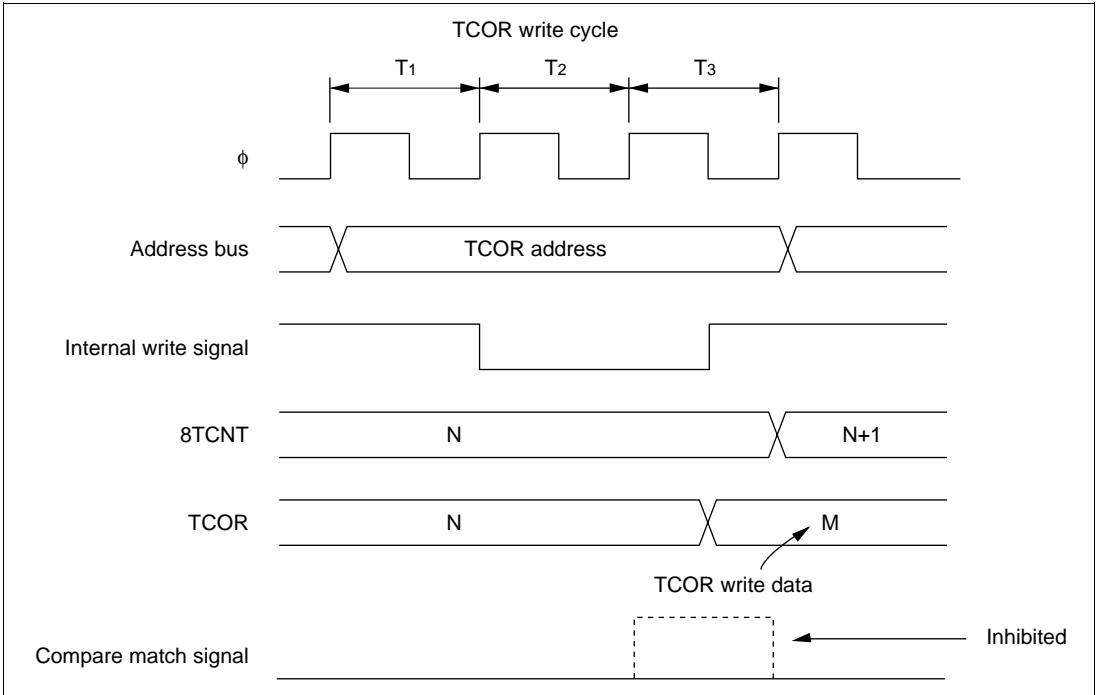 TCOR write cycle
T1 T2 T3
ϕ
Address bus TCOR address
Internal write signal
8TCNT N N+1
TCOR N M
TCOR write data
Compare match signal Inhibited